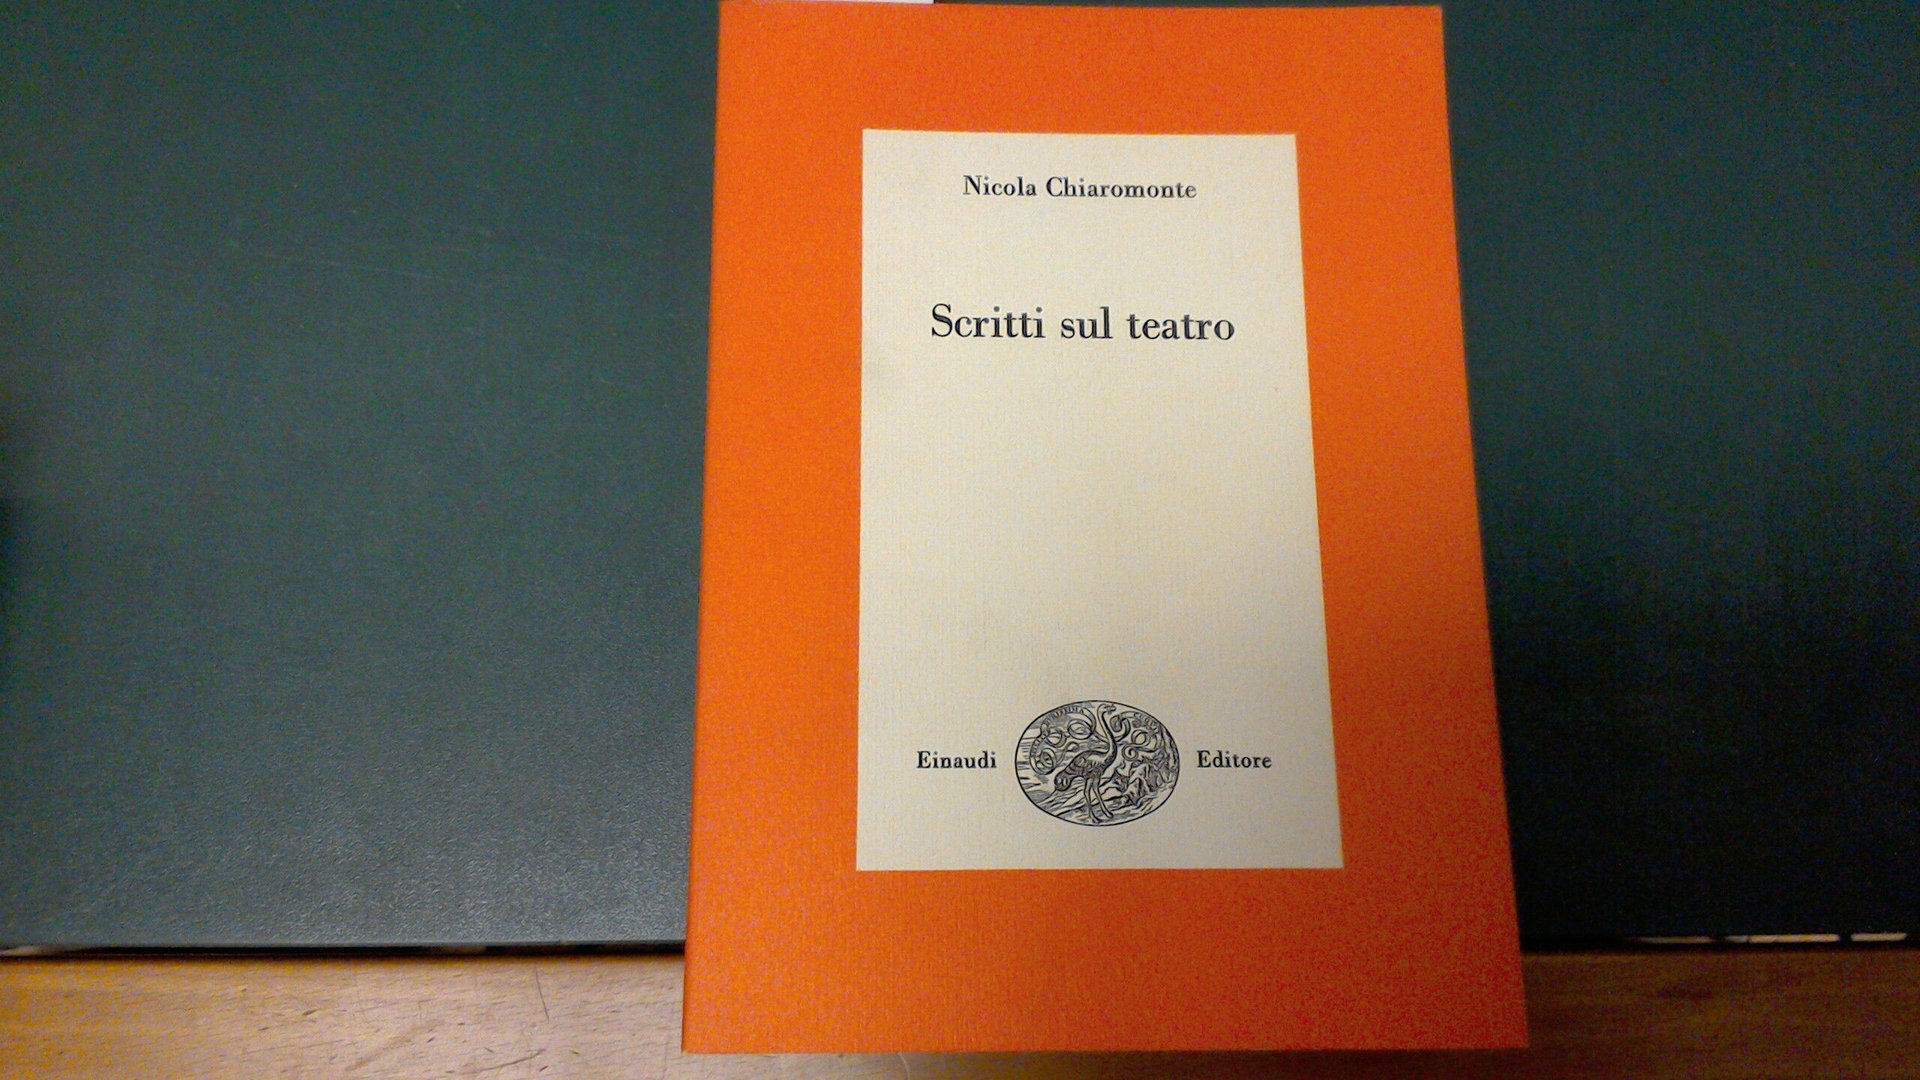 Nicola Chiaromonte
Scritti sul teatro
Einaudi
Editore